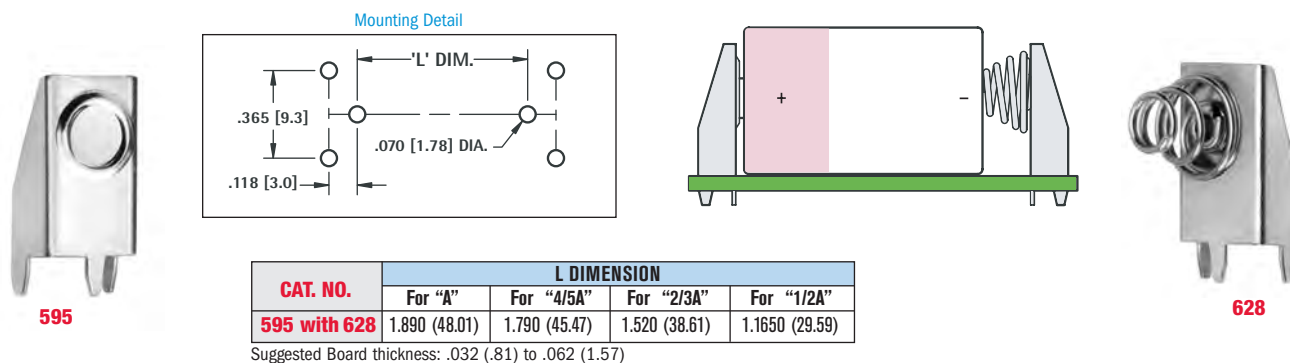 Mounting Detail
'L' DIM.
.365 [9.3]
.070 [1.78] DIA.
.118 [3.0]
+ –
595
628
CAT. NO. L DIMENSION
For “A” For “4/5A” For “2/3A” For “1/2A”
595 with 628 1.890 (48.01) 1.790 (45.47) 1.520 (38.61) 1.1650 (29.59)
Suggested Board thickness: .032 (.81) to .062 (1.57)